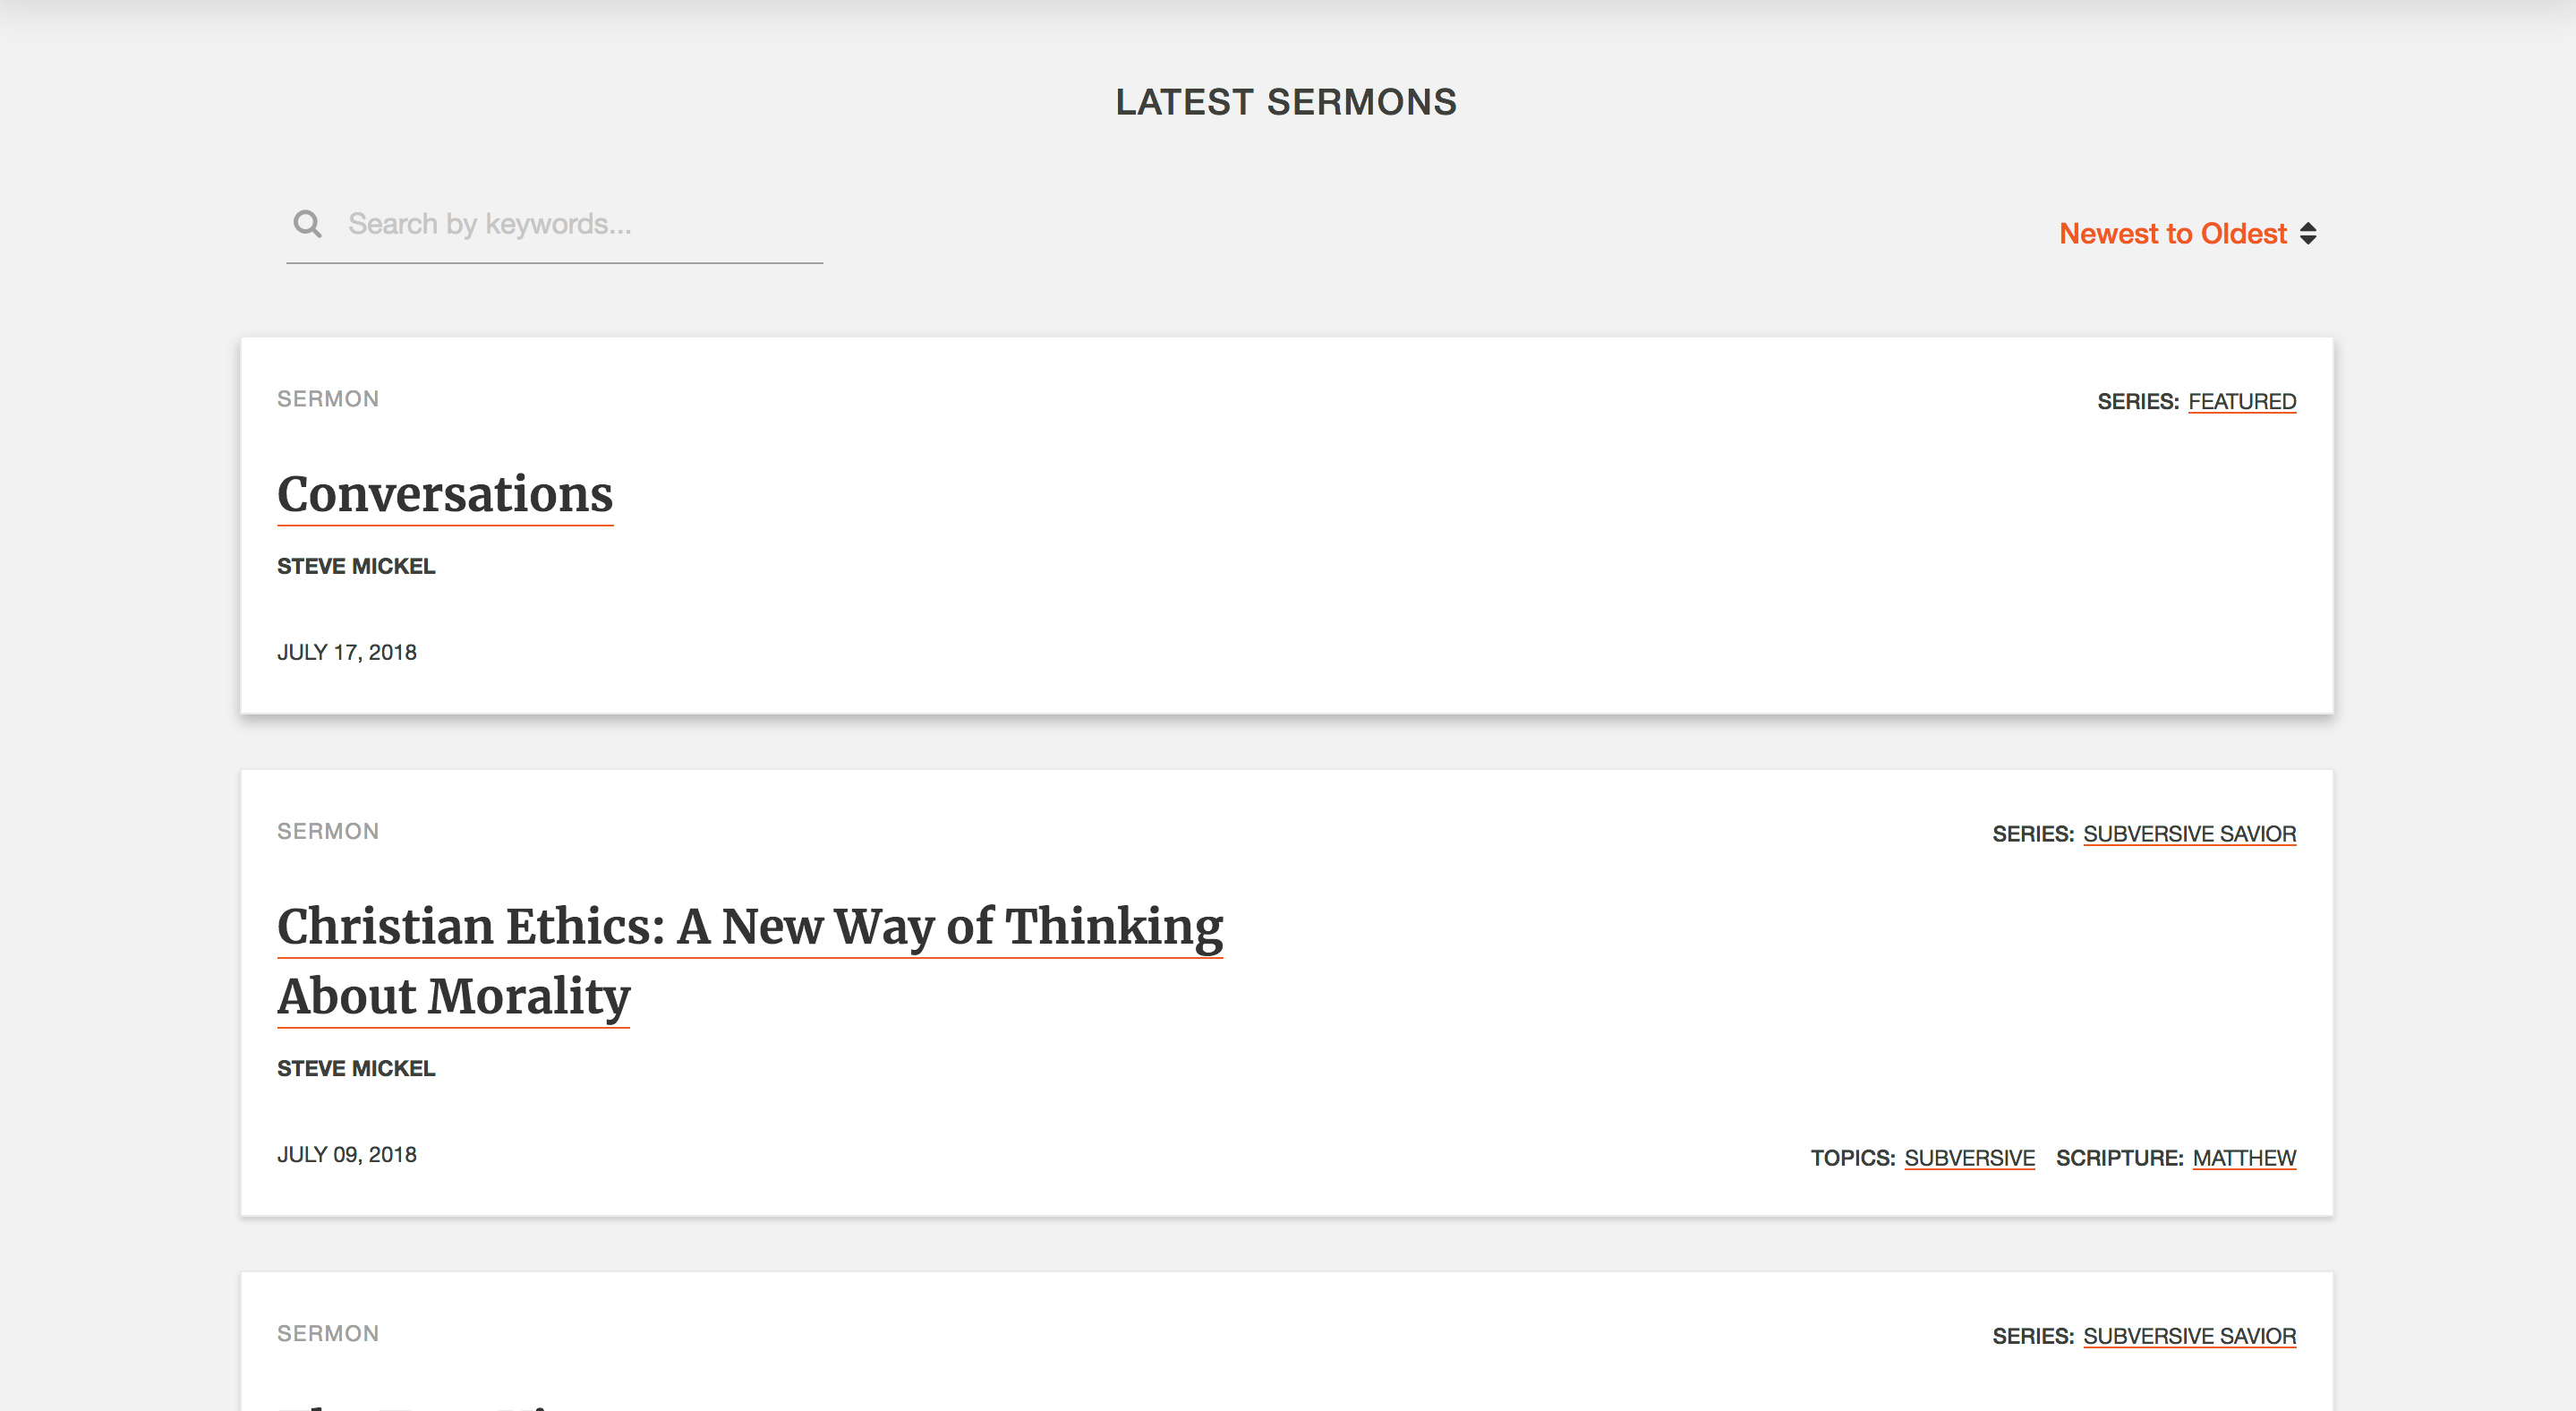 LATEST SERMONS
Search by keywords...
Newest to Oldest
SERMON
SERIES: FEATURED
Conversations
STEVE MICKEL
JULY 17, 2018
SERMON
SERIES: SUBVERSIVE SAVIOR
Christian Ethics: A New Way of Thinking
About Morality
STEVE MICKEL
JULY 09, 2018
TOPICS: SUBVERSIVE SCRIPTURE: MATTHEW
SERMON
SERIES: SUBVERSIVE SAVIOR